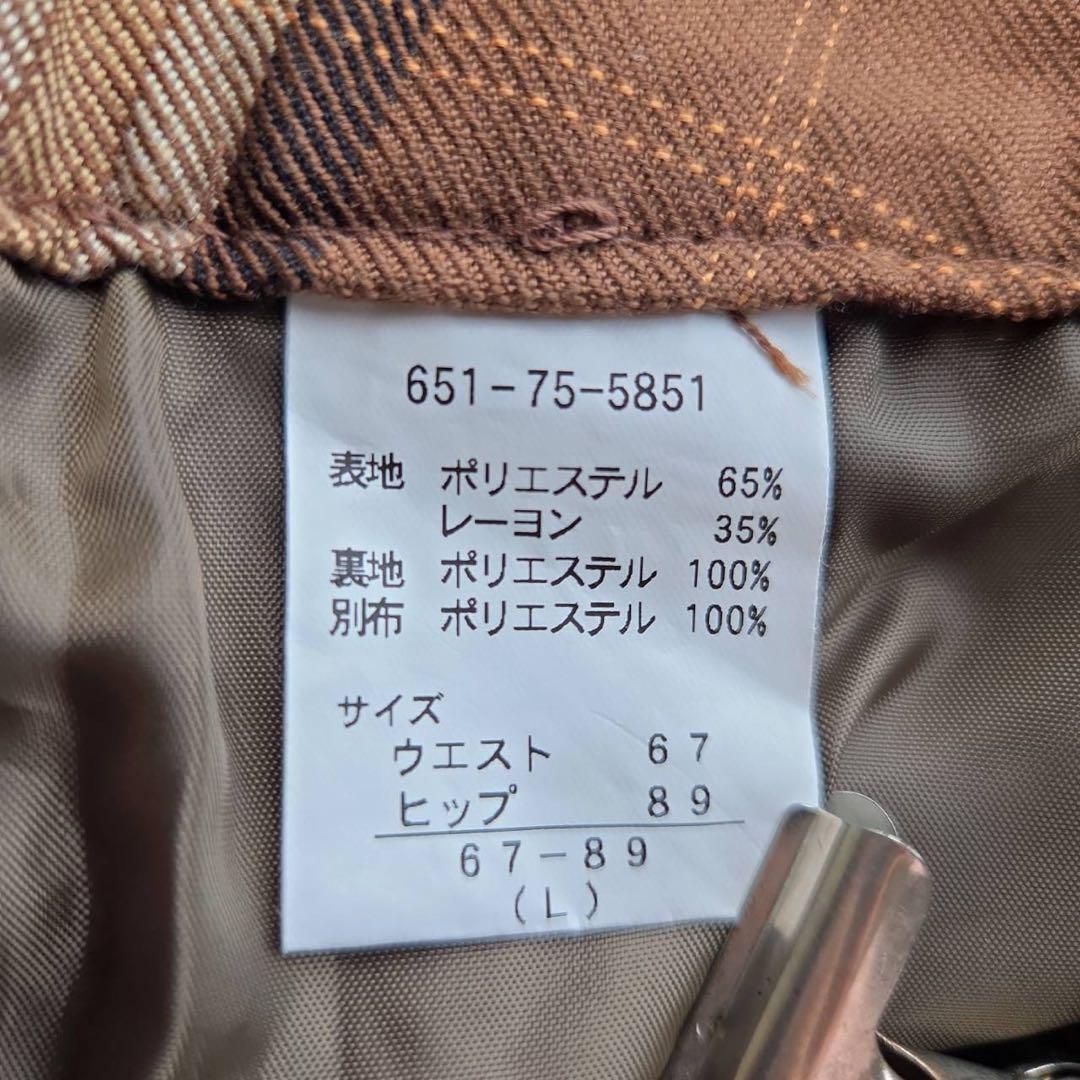 651-75-5851
表地 ポリエステル 65%
レーヨン 35%
裏地 ポリエステル 100%
別布 ポリエステル 100%
サイズ
ウエスト 67
ヒップ 89
67-89
(L)